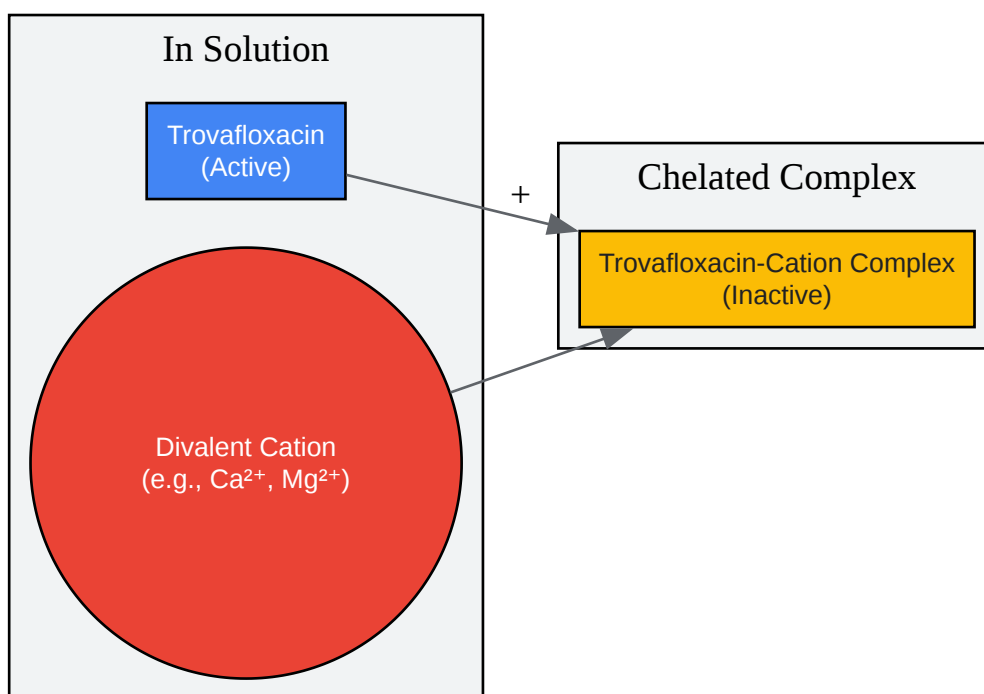 In Solution
Trovafloxacin
(Active)
Divalent Cation
(e.g., Ca²⁺, Mg²⁺)
+
Chelated Complex
Trovafloxacin-Cation Complex
(Inactive)